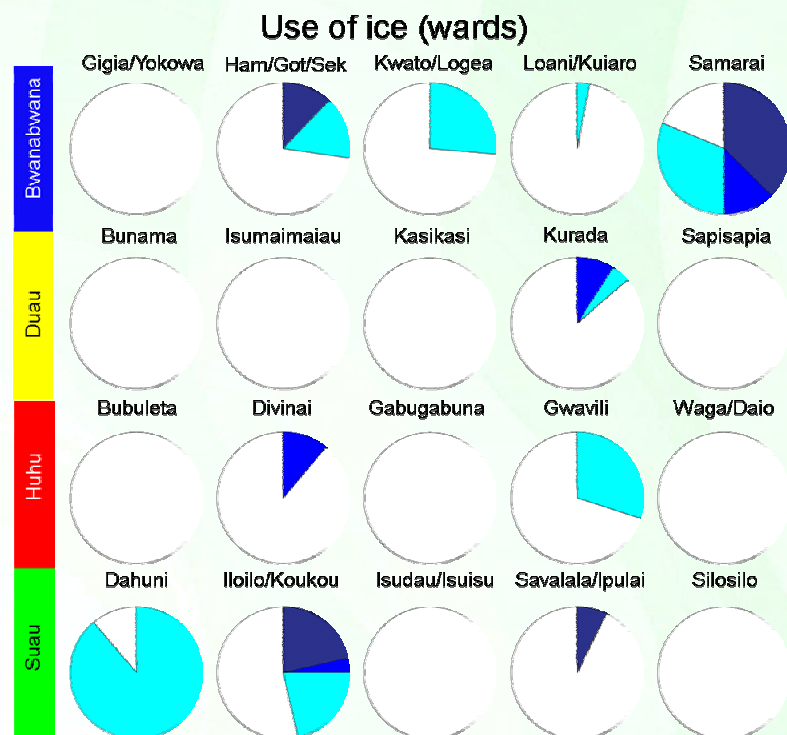 Use of ice (wards)
Gigia/Yokowa Ham/Got/Sek Kwato/Logea Loani/Kuiaro Samarai
Bwanabwana
Bunama Isumaimaiau Kasikasi Kurada Sapisapia
Duau
Bubuleta Divinai Gabugabuna Gwavili Waga/Daio
Huhu
Dahuni Iloilo/Koukou Isudau/Isuisu Savalala/Ipulai Silosilo
Suau